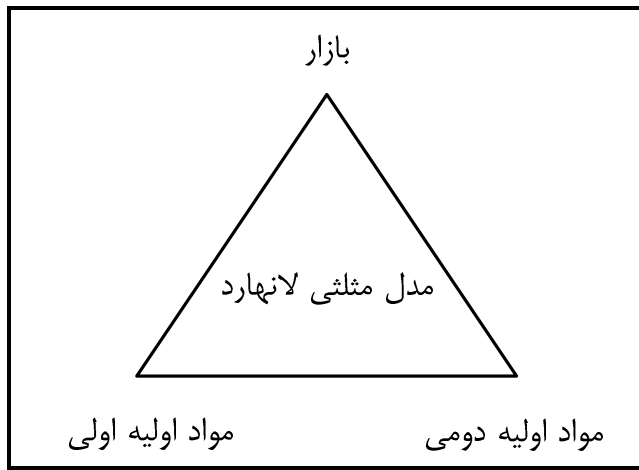 بازار
مدل مثلثی لانهارد
مواد اولیه دومی
مواد اولیه اولی